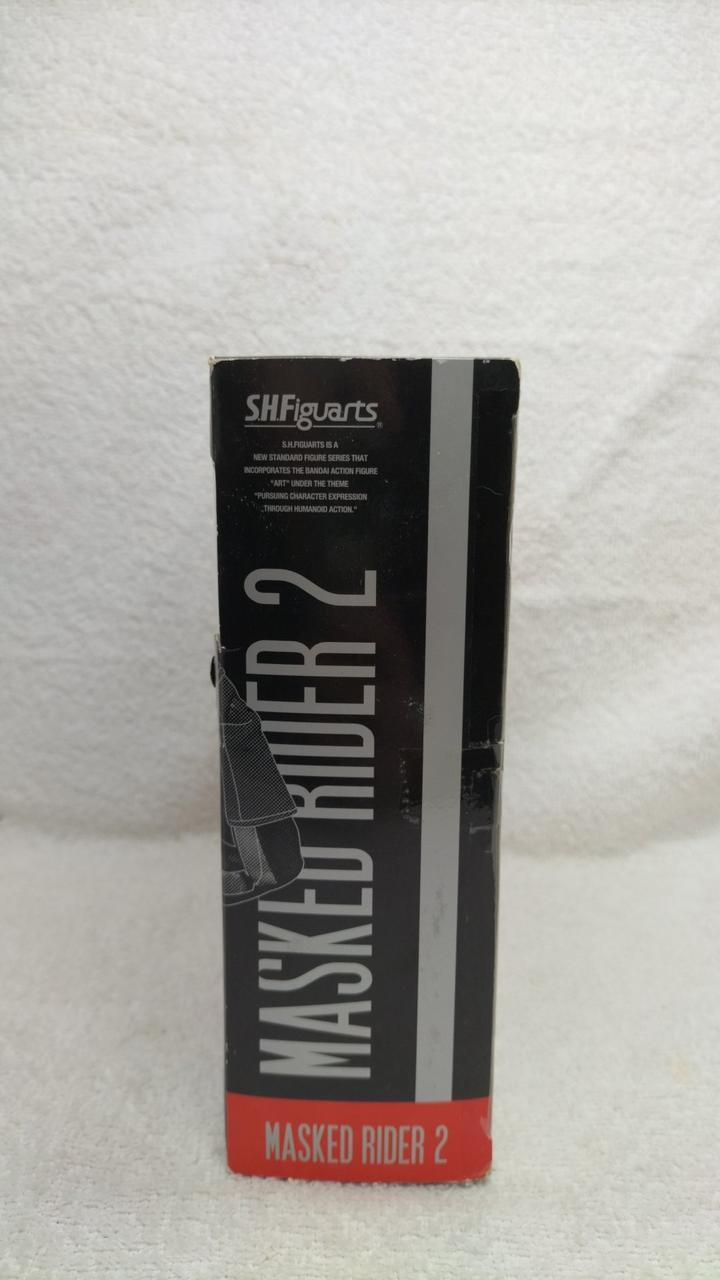 S.H.Figuarts®
S.H.FIGUARTS IS A
NEW STANDARD FIGURE SERIES THAT
INCORPORATES THE BANDAI ACTION FIGURE
"ART" UNDER THE THEME
"PURSUING CHARACTER EXPRESSION
THROUGH HUMANOID ACTION."
MASKED RIDER 2
MASKED RIDER 2